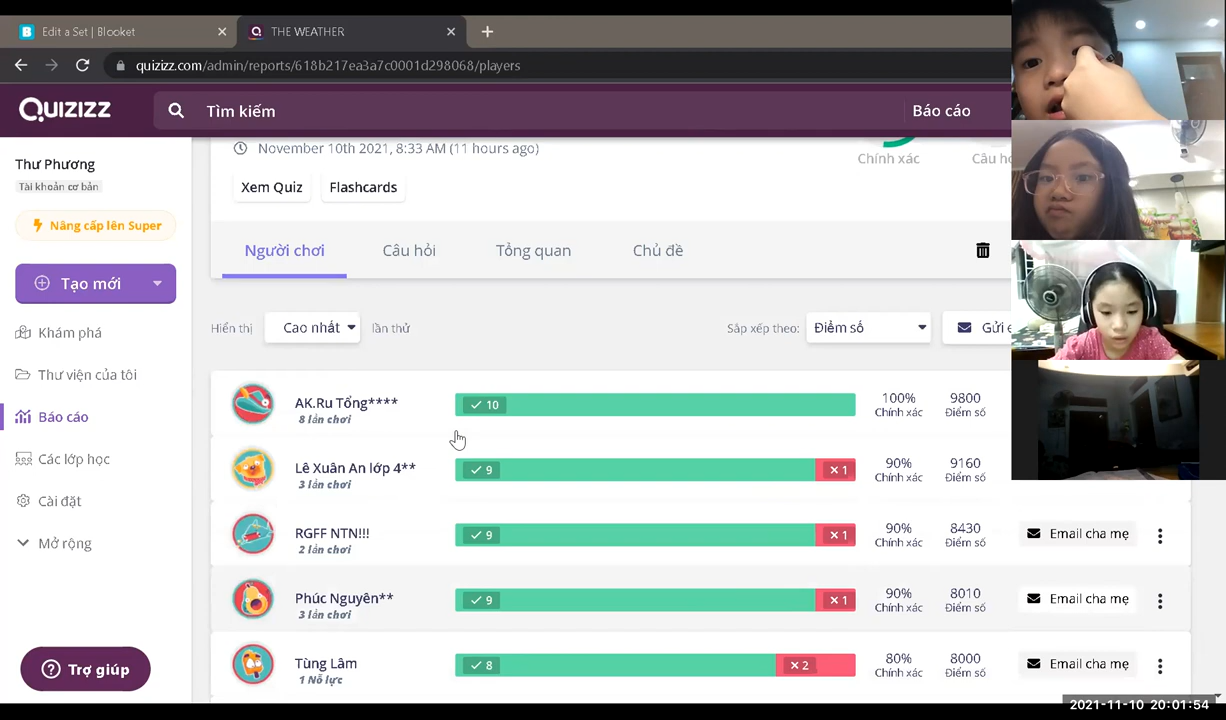 Edit a Set | Blooket
THE WEATHER
quizizz.com/admin/reports/618b217ea3a7c0001d298068/players
QUIZIZZ
Tìm kiếm
Báo cáo
Thư Phương
Tài khoản cơ bản
Nâng cấp lên Super
Tạo mới
Khám phá
Thư viện của tôi
Báo cáo
Các lớp học
Cài đặt
Mở rộng
Trợ giúp
November 10th 2021, 8:33 AM (11 hours ago)
Chính xác
Câu hỏ
Xem Quiz
Flashcards
Người chơi
Câu hỏi
Tổng quan
Chủ đề
Hiển thị
Cao nhất
lần thử
Sắp xếp theo:
Điểm số
Gửi e
AK.Ru Tổng****
8 lần chơi
10
100%
Chính xác
9800
Điểm số
Lê Xuân An lớp 4**
3 lần chơi
9
1
90%
Chính xác
9160
Điểm số
RGFF NTN!!!
2 lần chơi
9
1
90%
Chính xác
8430
Điểm số
Email cha mẹ
Phúc Nguyên**
3 lần chơi
9
1
90%
Chính xác
8010
Điểm số
Email cha mẹ
Tùng Lâm
1 Nỗ lực
8
2
80%
Chính xác
8000
Điểm số
Email cha mẹ
2021-11-10 20:01:54